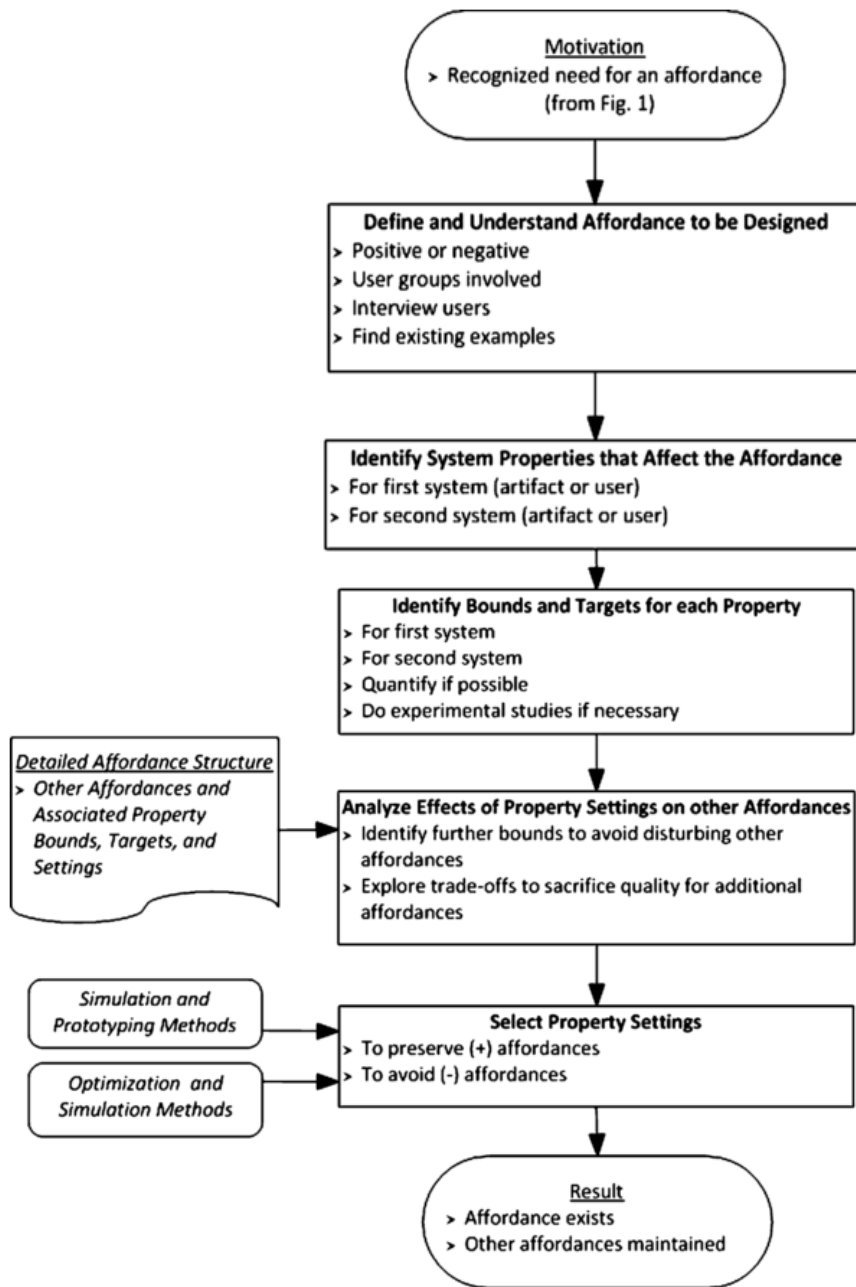 Motivation
➤ Recognized need for an affordance
(from Fig. 1)
Define and Understand Affordance to be Designed
➤ Positive or negative
➤ User groups involved
➤ Interview users
➤ Find existing examples
Identify System Properties that Affect the Affordance
➤ For first system (artifact or user)
➤ For second system (artifact or user)
Identify Bounds and Targets for each Property
➤ For first system
➤ For second system
➤ Quantify if possible
➤ Do experimental studies if necessary
Detailed Affordance Structure
➤ Other Affordances and
Associated Property
Bounds, Targets, and
Settings
Analyze Effects of Property Settings on other Affordances
➤ Identify further bounds to avoid disturbing other
affordances
➤ Explore trade-offs to sacrifice quality for additional
affordances
Simulation and
Prototyping Methods
Optimization and
Simulation Methods
Select Property Settings
➤ To preserve (+) affordances
➤ To avoid (-) affordances
Result
➤ Affordance exists
➤ Other affordances maintained